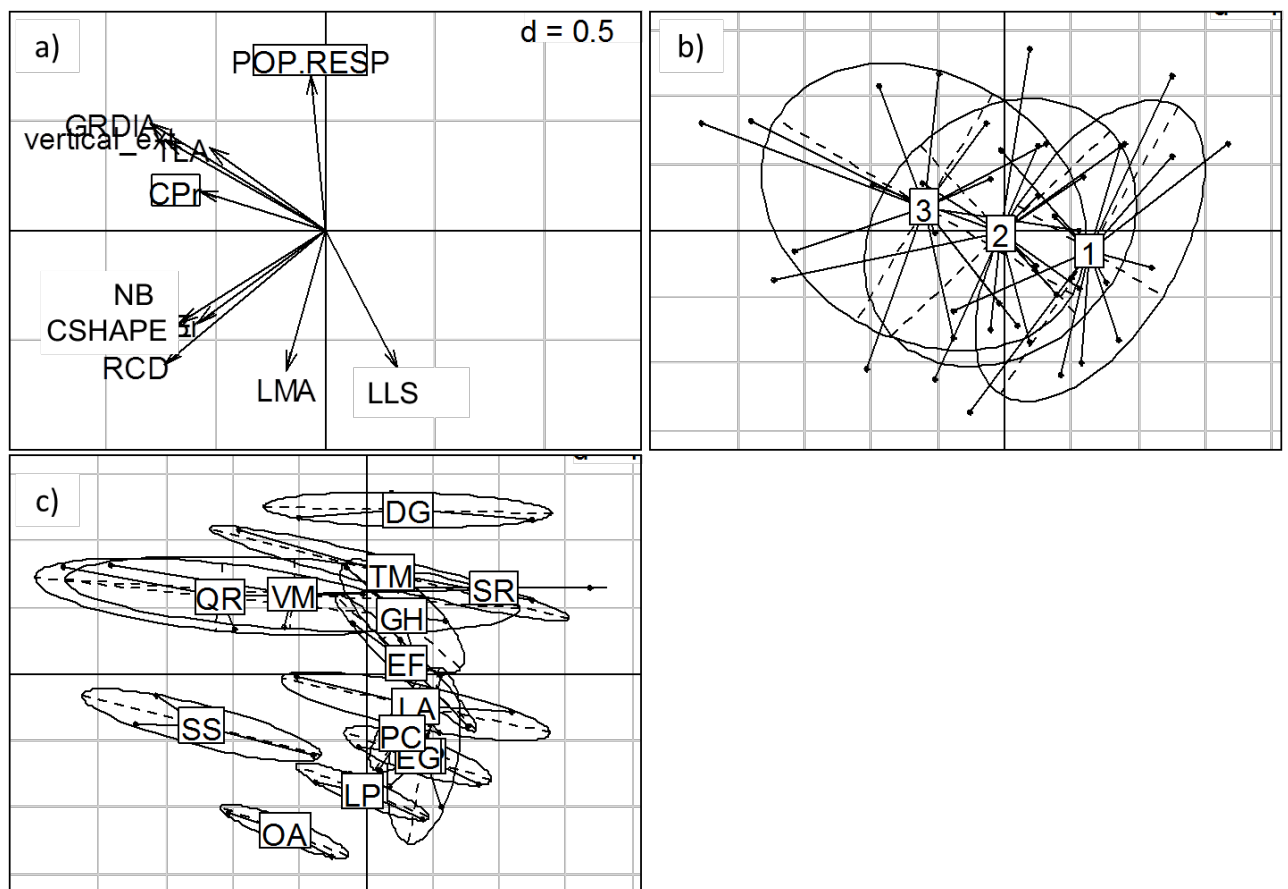 a)
d = 0.5
POP.RESP
GRDIA
vertical_ext
TLA
CPr
NB
CSHAPE
RCD
LMA
LLS
b)
3
2
1
c)
DG
TM
SR
QR
VM
GH
EF
LA
SS
PC
EG
LP
OA